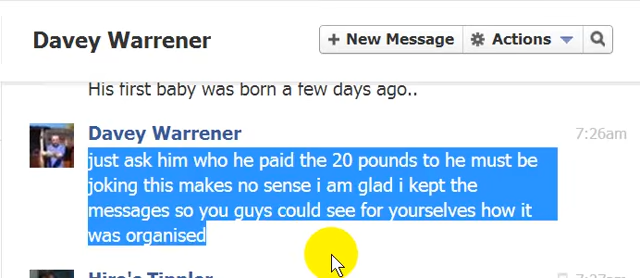 Davey Warrener
+ New Message
Actions
His first baby was born a few days ago..
Davey Warrener
7:26am
just ask him who he paid the 20 pounds to he must be
joking this makes no sense i am glad i kept the
messages so you guys could see for yourselves how it
was organised